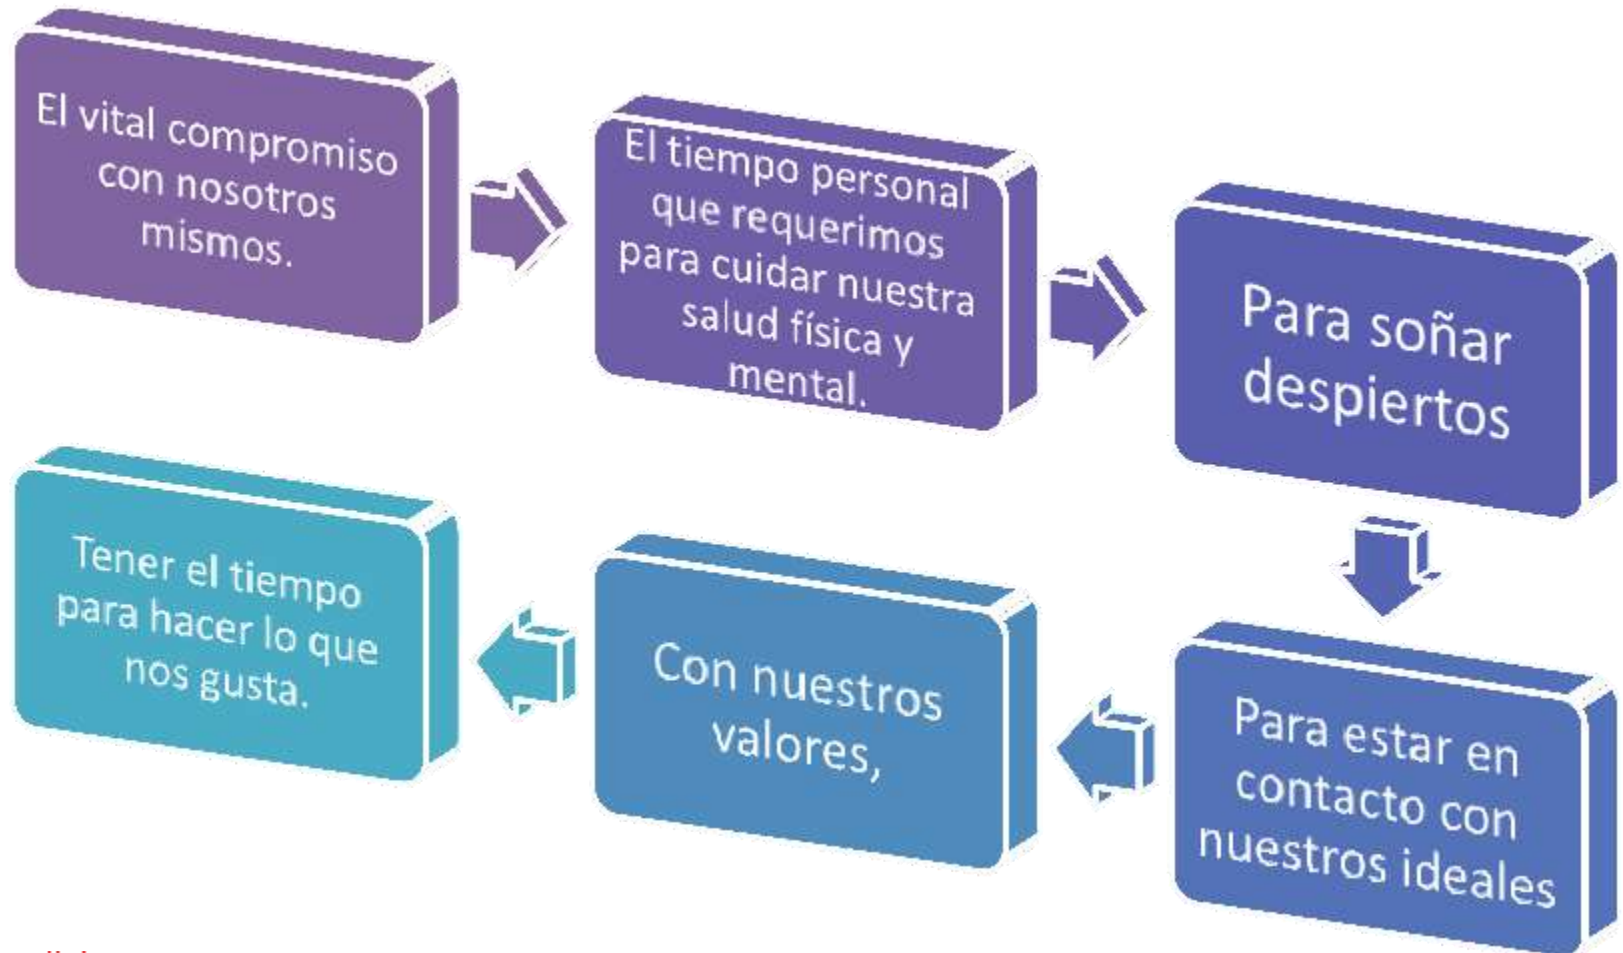 El vital compromiso
con nosotros
mismos.
El tiempo personal
que requerimos
para cuidar nuestra
salud física y
mental.
Para soñar
despiertos
Para estar en
contacto con
nuestros ideales
Con nuestros
valores,
Tener el tiempo
para hacer lo que
nos gusta.